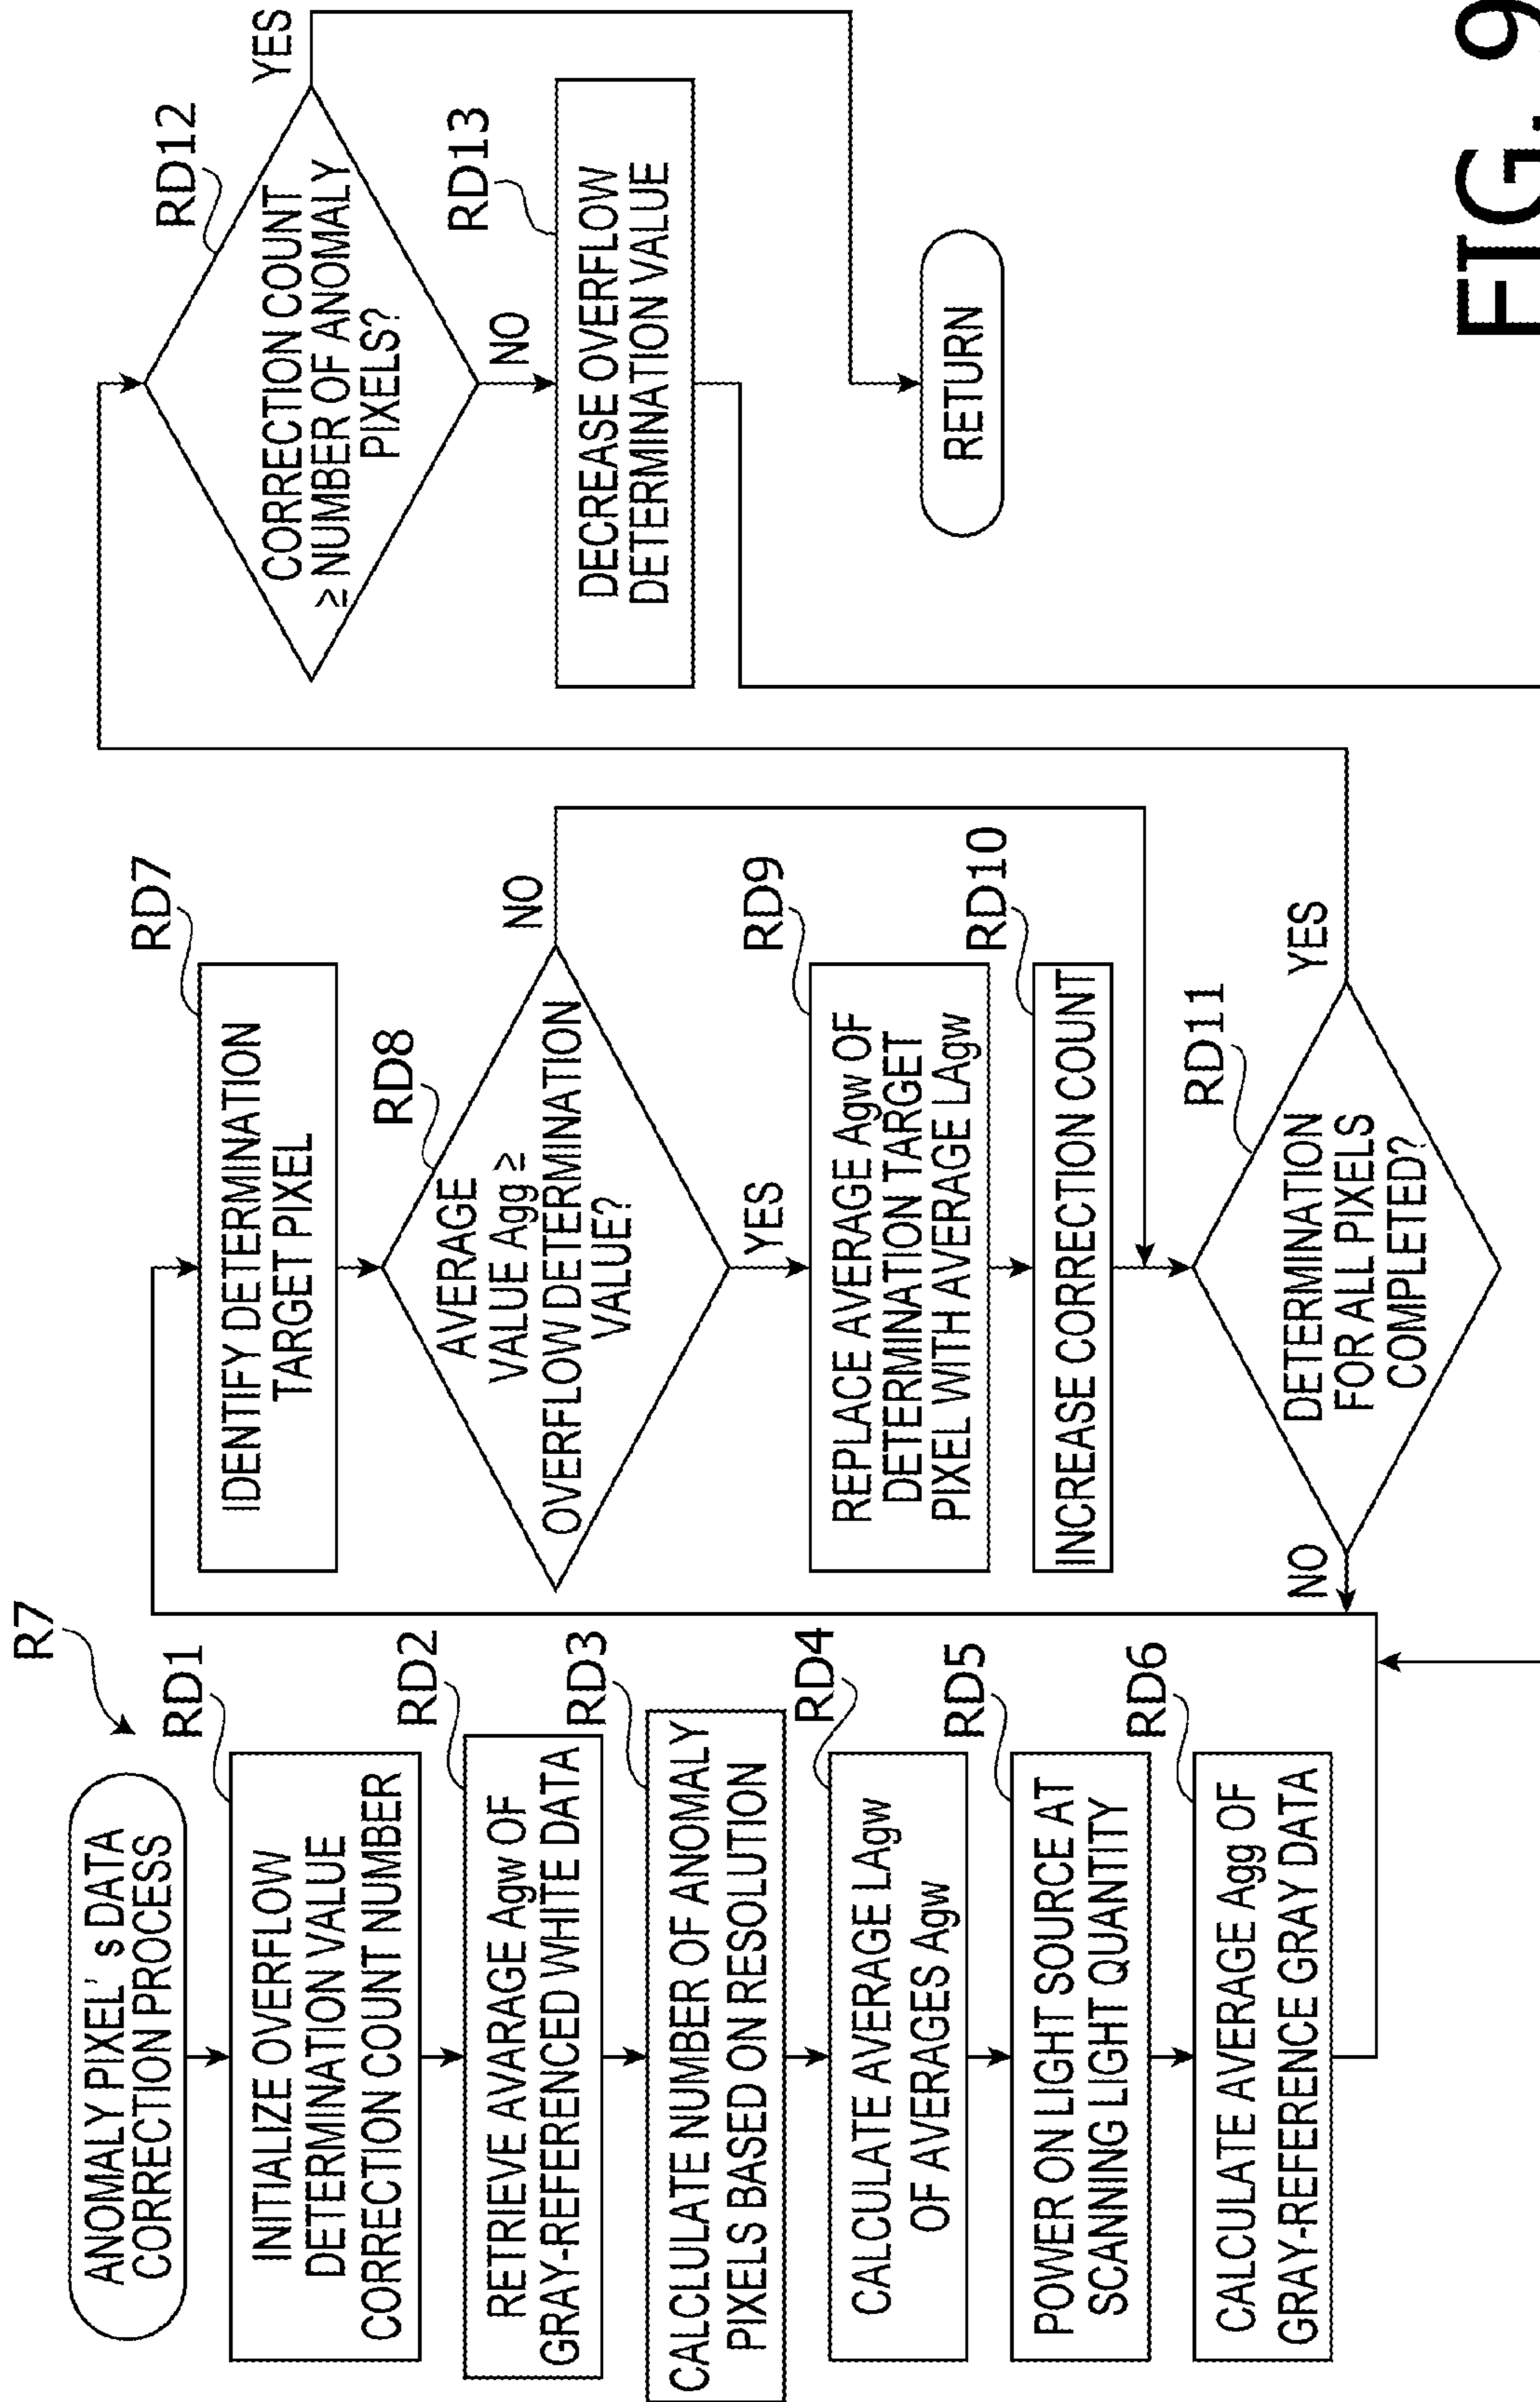 R7
ANOMALY PIXEL' s DATA
CORRECTION PROCESS
RD1
INITIALIZE OVERFLOW
DETERMINATION VALUE
CORRECTION COUNT NUMBER
RD2
RETRIEVE AVARAGE Agw OF
GRAY-REFERENCED WHITE DATA
RD3
CALCLULATE NUMBER OF ANOMALY
PIXELS BASED ON RESOLUTION
RD4
CALCULATE AVERAGE LAgw
OF AVERAGES Agw
RD5
POWER ON LIGHT SOURCE AT
SCANNING LIGHT QUANTITY
RD6
CALCULATE AVERAGE Agg OF
GRAY-REFERENCE GRAY DATA
RD7
IDENTIFY DETERMINATION
TARGET PIXEL
RD8
AVERAGE
VALUE Agg ≥
OVERFLOW DETERMINATION
VALUE?
NO
YES
RD9
REPLACE AVERAGE Agw OF
DETERMINATION TARGET
PIXEL WITH AVERAGE LAgw
RD10
INCREASE CORRECTION COUNT
RD11
DETERMINATION
FOR ALL PIXELS
COMPLETED?
NO
YES
RD12
CORRECTION COUNT
≥ NUMBER OF ANOMALY
PIXELS?
YES
NO
RD13
DECREASE OVERFLOW
DETERMINATION VALUE
RETURN
FIG. 9